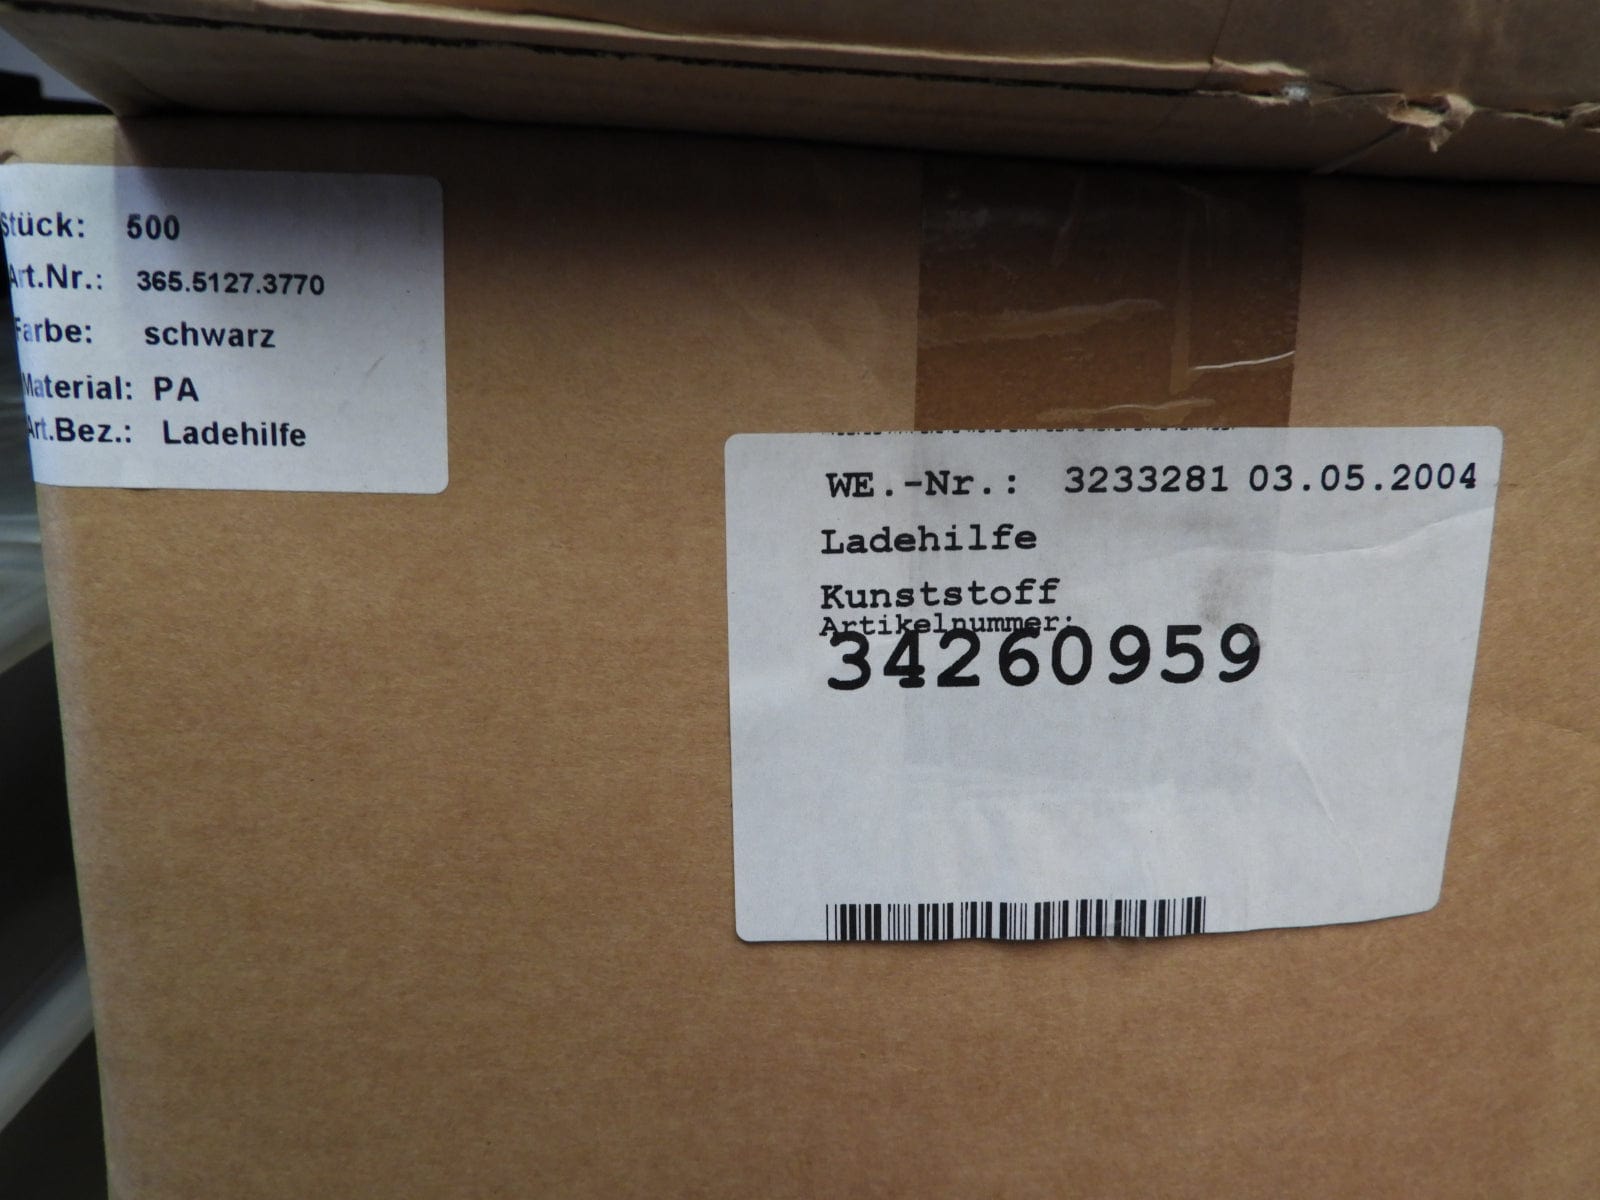 Stück: 500
Art.Nr.: 365.5127.3770
Farbe: schwarz
Material: PA
Art.Bez.: Ladehilfe
WE.-Nr.: 3233281 03.05.2004
Ladehilfe
Kunststoff
Artikelnummer:
34260959